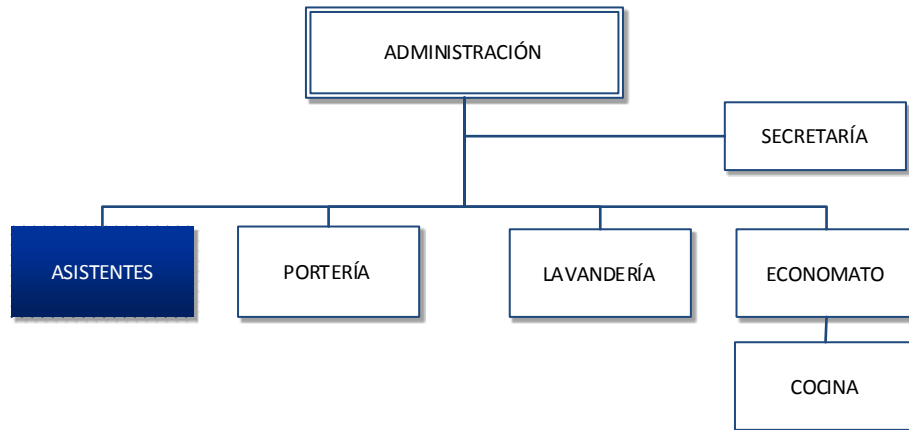 ADMINISTRACIÓN
SECRETARÍA
ASISTENTES
PORTERÍA
LAVANDERÍA
ECONOMATO
COCINA